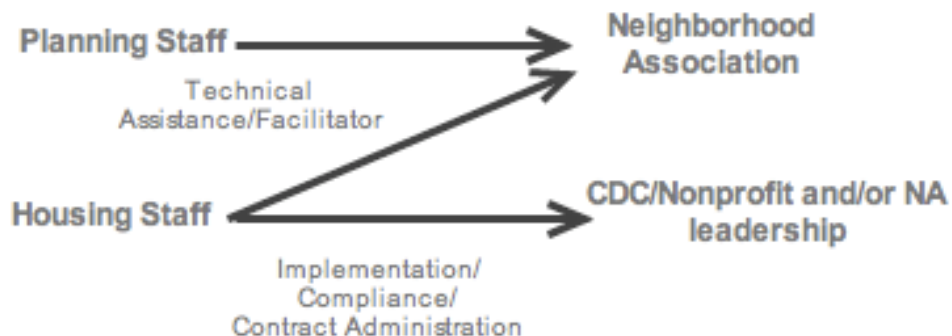 Planning Staff
Neighborhood
Association
Technical
Assistance/Facilitator
Housing Staff
CDC/Nonprofit and/or NA
leadership
Implementation/
Compliance/
Contract Administration